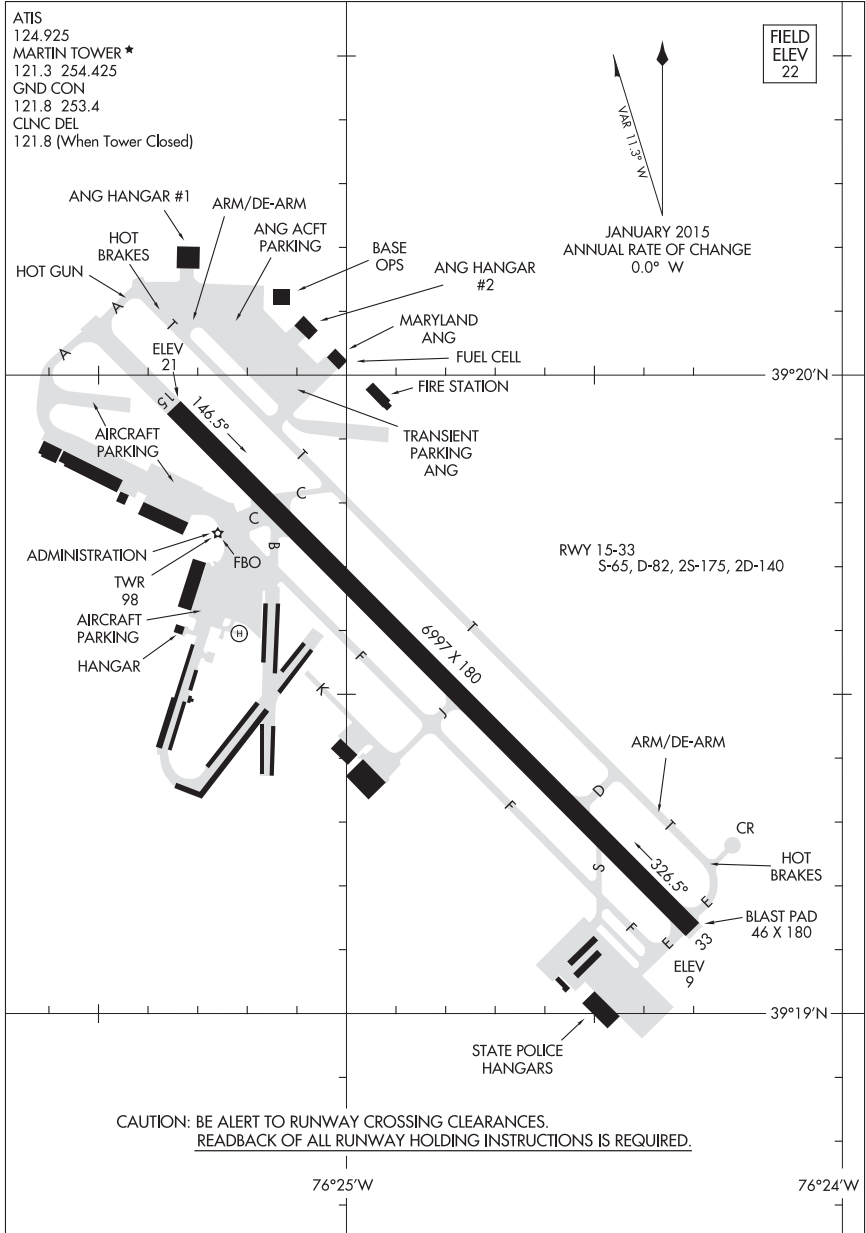 ATIS
124.925
MARTIN TOWER ★
121.3 254.425
GND CON
121.8 253.4
CLNC DEL
121.8 (When Tower Closed)
FIELD
ELEV
22
VAR 11.3° W
JANUARY 2015
ANNUAL RATE OF CHANGE
0.0° W
ANG HANGAR #1
ARM/DE-ARM
HOT
BRAKES
ANG ACFT
PARKING
BASE
OPS
HOT GUN
ANG HANGAR
#2
MARYLAND
ANG
FUEL CELL
A
A
T
ELEV
21
39°20'N
FIRE STATION
15
146.5°
AIRCRAFT
PARKING
TRANSIENT
PARKING
ANG
T
C
C
B
ADMINISTRATION
TWR
98
FBO
RWY 15-33
S-65, D-82, 2S-175, 2D-140
AIRCRAFT
PARKING
H
HANGAR
T
6997 X 180
F
K
J
ARM/DE-ARM
D
F
T
CR
S
326.5°
HOT
BRAKES
E
F
E
33
BLAST PAD
46 X 180
ELEV
9
39°19'N
STATE POLICE
HANGARS
CAUTION: BE ALERT TO RUNWAY CROSSING CLEARANCES.
READBACK OF ALL RUNWAY HOLDING INSTRUCTIONS IS REQUIRED.
76°25'W
76°24'W